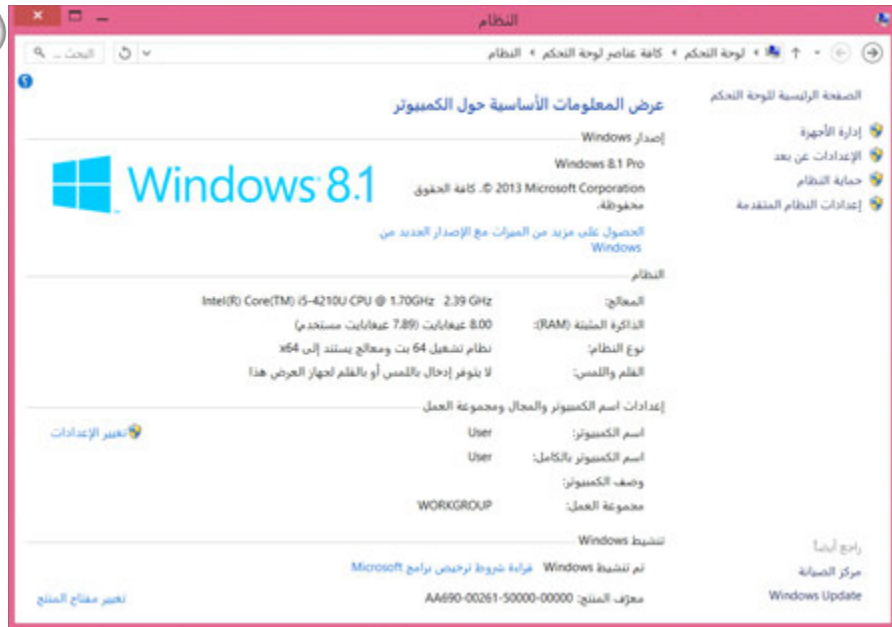 النظام
لوحة التحكم ‏ كافة عناصر لوحة التحكم ‏ النظام
البحث ...
الصفحة الرئيسية للوحة التحكم
إدارة الأجهزة
الإعدادات عن بعد
حماية النظام
إعدادات النظام المتقدمة
عرض المعلومات الأساسية حول الكمبيوتر
إصدار Windows
Windows 8.1 Pro
© 2013 Microsoft Corporation. كافة الحقوق
محفوظة.
الحصول على مزيد من الميزات مع الإصدار الجديد من
Windows
Windows 8.1
النظام
المعالج: Intel(R) Core(TM) i5-4210U CPU @ 1.70GHz 2.39 GHz
الذاكرة المثبتة (RAM): 8.00 غيغابايت (7.89 غيغابايت مستخدم)
نوع النظام: نظام تشغيل 64 بت ومعالج يستند إلى x64
القلم واللمس: لا يتوفر إدخال باللمس أو بالقلم لجهاز العرض هذا
إعدادات اسم الكمبيوتر والمجال ومجموعة العمل
اسم الكمبيوتر: User
تغيير الإعدادات
اسم الكمبيوتر بالكامل: User
وصف الكمبيوتر:
مجموعة العمل: WORKGROUP
تنشيط Windows
تم تنشيط Windows قراءة شروط ترخيص برامج Microsoft
معرّف المنتج: 00000-50000-00261-AA690
تغيير مفتاح المنتج
راجع أيضاً
مركز الصيانة
Windows Update